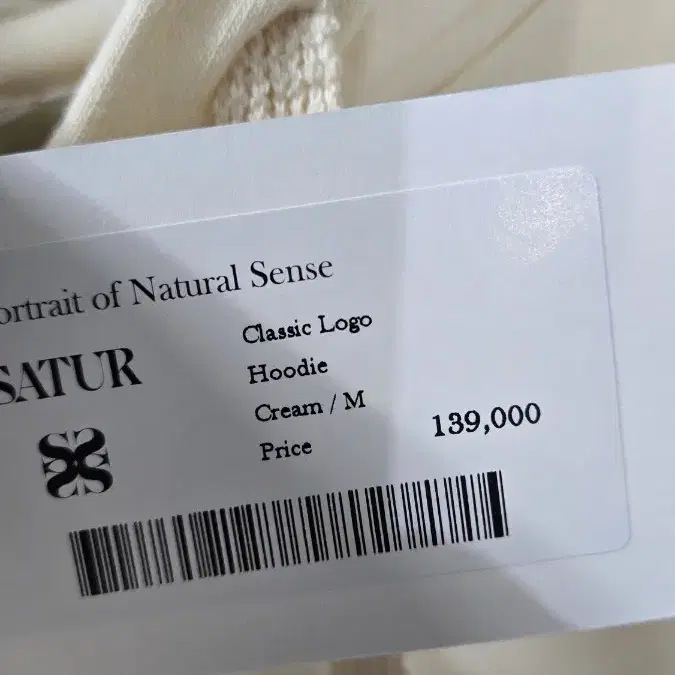 ortrait of Natural Sense
SATUR
Classic Logo
Hoodie
Cream / M
Price 139,000